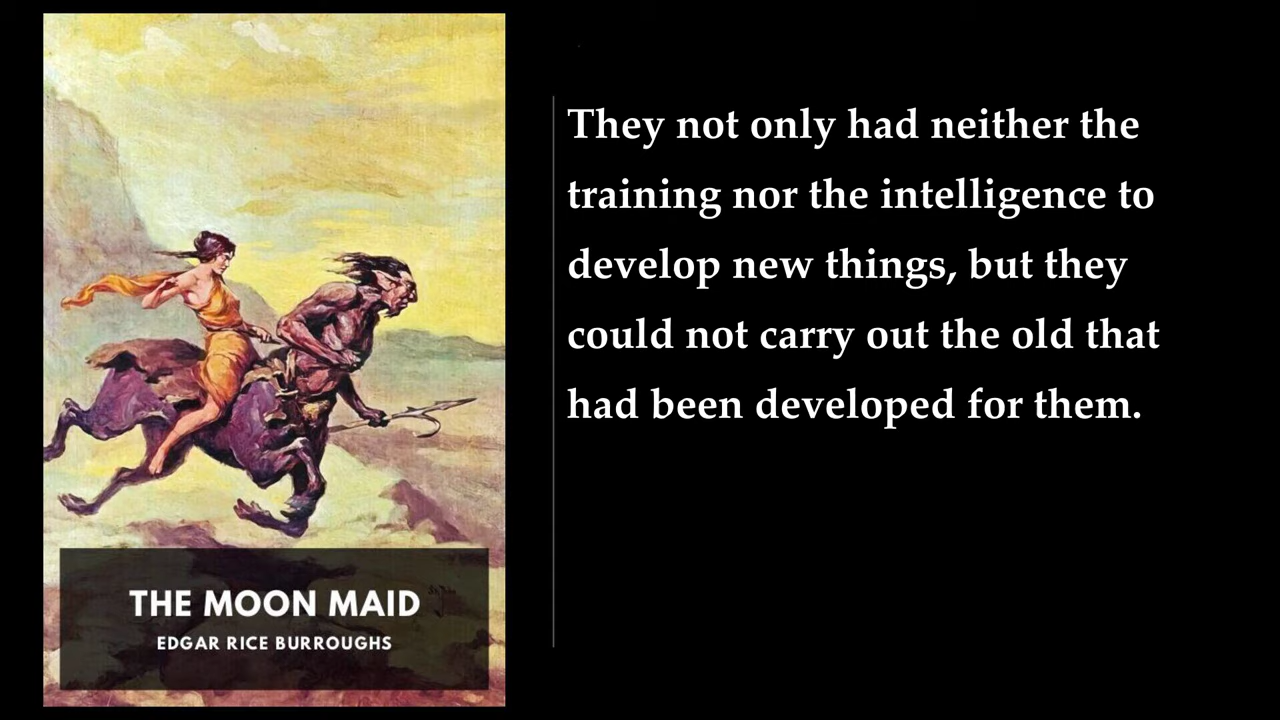 They not only had neither the
training nor the intelligence to
develop new things, but they
could not carry out the old that
had been developed for them.
THE MOON MAID
EDGAR RICE BURROUGHS